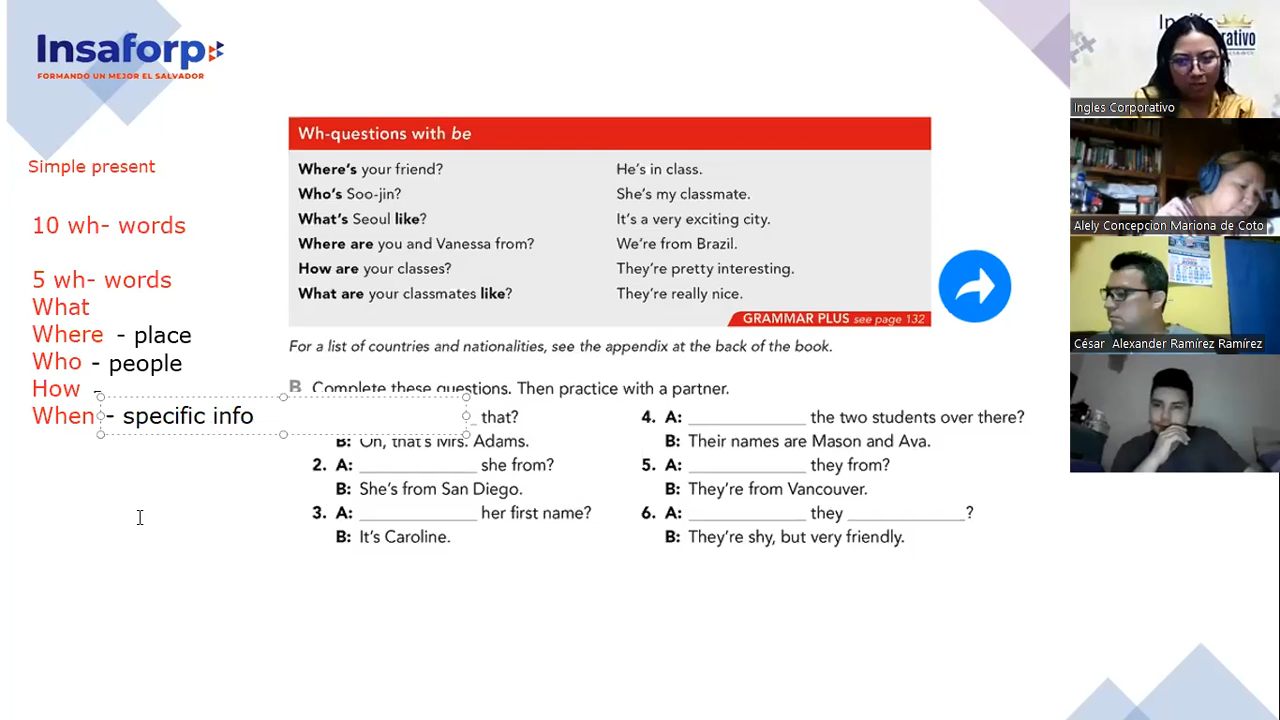 Insaforp
FORMANDO UN MEJOR EL SALVADOR
Simple present
10 wh- words
5 wh- words
What
Where - place
Who - people
How -
When - specific info
Wh-questions with be
Where's your friend? He's in class.
Who's Soo-jin? She's my classmate.
What's Seoul like? It's a very exciting city.
Where are you and Vanessa from? We're from Brazil.
How are your classes? They're pretty interesting.
What are your classmates like? They're really nice.
GRAMMAR PLUS see page 132
For a list of countries and nationalities, see the appendix at the back of the book.
B Complete these questions. Then practice with a partner.
_ that?
B: Oh, that's Mrs. Adams.
2. A: ____________ she from?
B: She's from San Diego.
3. A: ____________ her first name?
B: It's Caroline.
4. A: ____________ the two students over there?
B: Their names are Mason and Ava.
5. A: ____________ they from?
B: They're from Vancouver.
6. A: ____________ they ____________?
B: They're shy, but very friendly.
Ingles Corporativo
Alely Concepcion Mariona de Coto
César Alexander Ramírez Ramírez